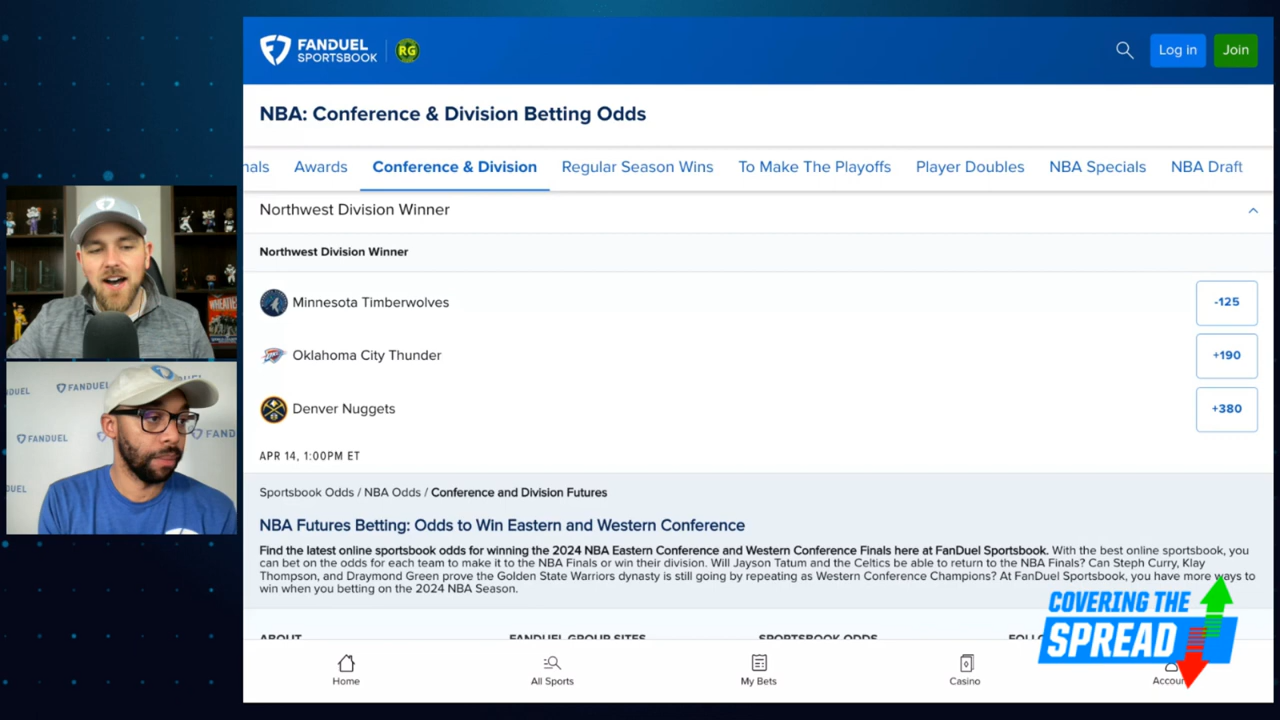 FANDUEL
SPORTSBOOK
RG
Log in
Join
NBA: Conference & Division Betting Odds
nals
Awards
Conference & Division
Regular Season Wins
To Make The Playoffs
Player Doubles
NBA Specials
NBA Draft
Northwest Division Winner
Northwest Division Winner
Minnesota Timberwolves
-125
Oklahoma City Thunder
+190
Denver Nuggets
+380
APR 14, 1:00PM ET
Sportsbook Odds / NBA Odds / Conference and Division Futures
NBA Futures Betting: Odds to Win Eastern and Western Conference
Find the latest online sportsbook odds for winning the 2024 NBA Eastern Conference and Western Conference Finals here at FanDuel Sportsbook. With the best online sportsbook, you
can bet on the odds for each team to make it to the NBA Finals or win their division. Will Jayson Tatum and the Celtics be able to return to the NBA Finals? Can Steph Curry, Klay
Thompson, and Draymond Green prove the Golden State Warriors dynasty is still going by repeating as Western Conference Champions? At FanDuel Sportsbook, you have more ways to
win when you betting on the 2024 NBA Season.
ABOUT
FANDUEL GROUP SITES
SPORTSBOOK ODDS
FOLL
Home
All Sports
My Bets
Casino
Accoun
COVERING THE
SPREAD
WHEATIES
DUEL
FANDUEL
FANDUEL
FAND
UEL